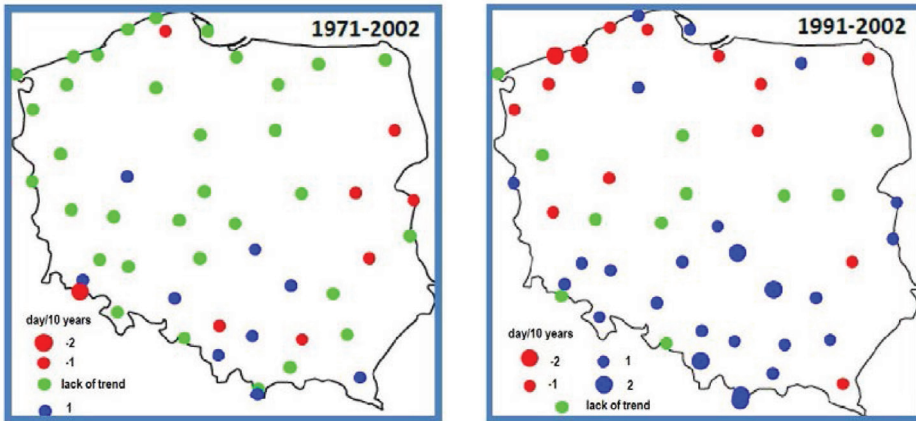 1971-2002
day/10 years
-2
-1
lack of trend
1
1991-2002
day/10 years
-2 1
-1 2
lack of trend